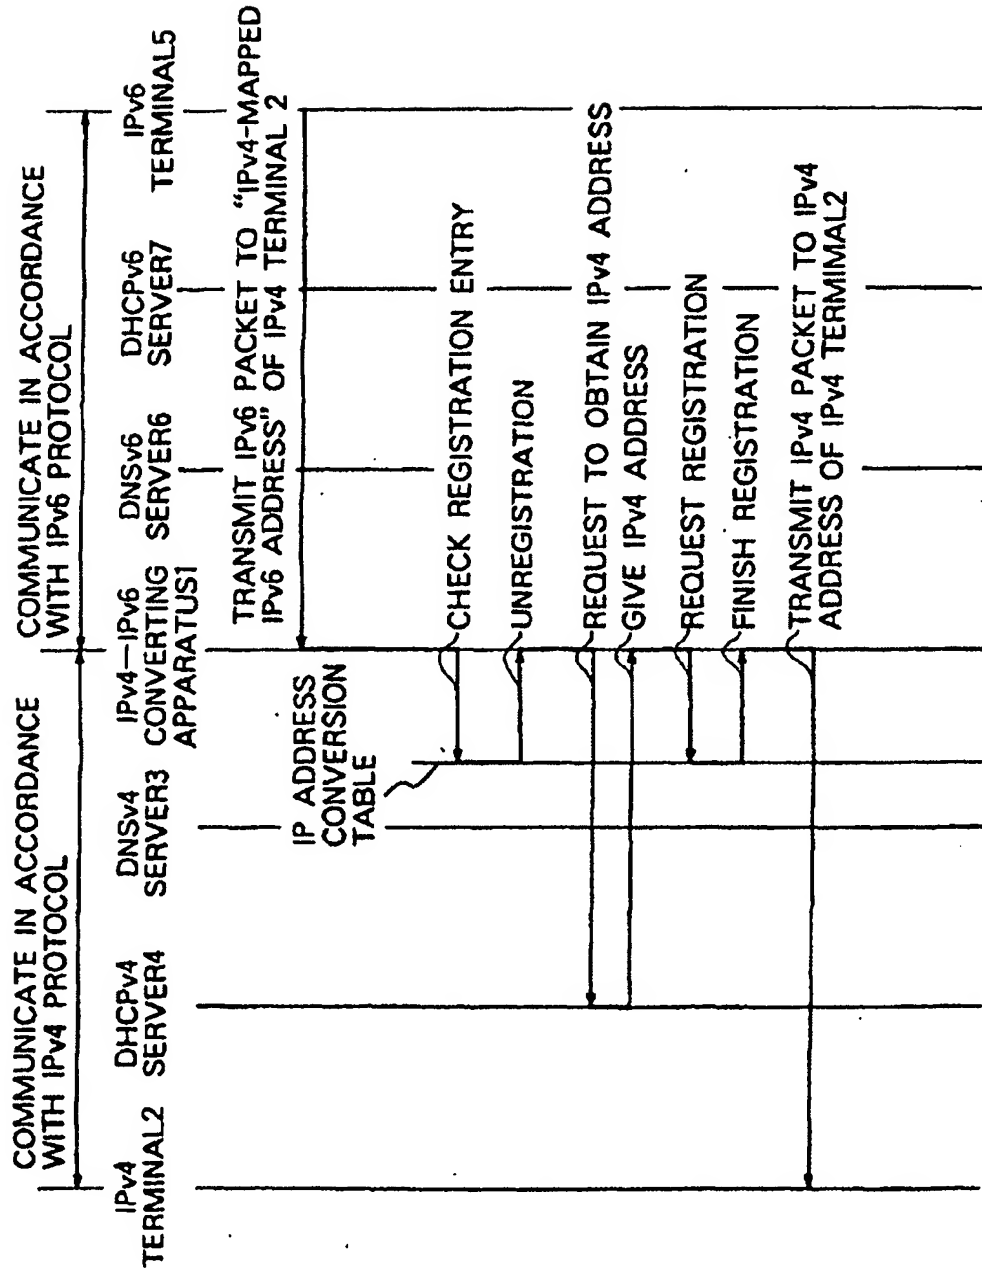 COMMUNICATE IN ACCORDANCE
WITH IPv4 PROTOCOL
COMMUNICATE IN ACCORDANCE
WITH IPv6 PROTOCOL
IPv4
TERMINAL2
DHCPv4
SERVER4
DNSv4
SERVER3
IPv4—IPv6
CONVERTING
APPARATUS1
DNSv6
SERVER6
DHCPv6
SERVER7
IPv6
TERMINAL5
TRANSMIT IPv6 PACKET TO "IPv4-MAPPED
IPv6 ADDRESS" OF IPv4 TERMINAL 2
IP ADDRESS
CONVERSION
TABLE
CHECK REGISTRATION ENTRY
UNREGISTRATION
REQUEST TO OBTAIN IPv4 ADDRESS
GIVE IPv4 ADDRESS
REQUEST REGISTRATION
FINISH REGISTRATION
TRANSMIT IPv4 PACKET TO IPv4
ADDRESS OF IPv4 TERMIMAL2